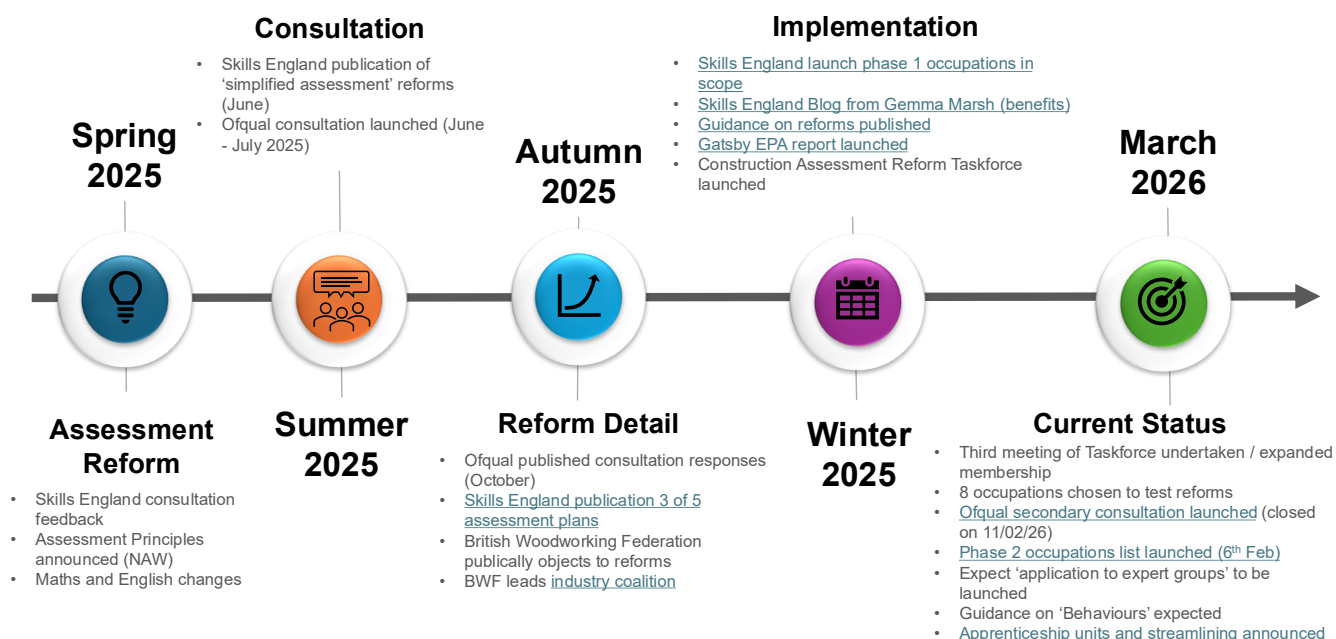 Consultation
• Skills England publication of
‘simplified assessment’ reforms
(June)
• Ofqual consultation launched (June
- July 2025)
Implementation
• Skills England launch phase 1 occupations in
scope
• Skills England Blog from Gemma Marsh (benefits)
• Guidance on reforms published
• Gatsby EPA report launched
• Construction Assessment Reform Taskforce
launched
Spring
2025
Autumn
2025
March
2026
Assessment
Reform
• Skills England consultation
feedback
• Assessment Principles
announced (NAW)
• Maths and English changes
Summer
2025
Reform Detail
• Ofqual published consultation responses
(October)
• Skills England publication 3 of 5
assessment plans
• British Woodworking Federation
publically objects to reforms
• BWF leads industry coalition
Winter
2025
Current Status
• Third meeting of Taskforce undertaken / expanded
membership
• 8 occupations chosen to test reforms
• Ofqual secondary consultation launched (closed
on 11/02/26)
• Phase 2 occupations list launched (6th Feb)
• Expect ‘application to expert groups’ to be
launched
• Guidance on ‘Behaviours’ expected
• Apprenticeship units and streamlining announced